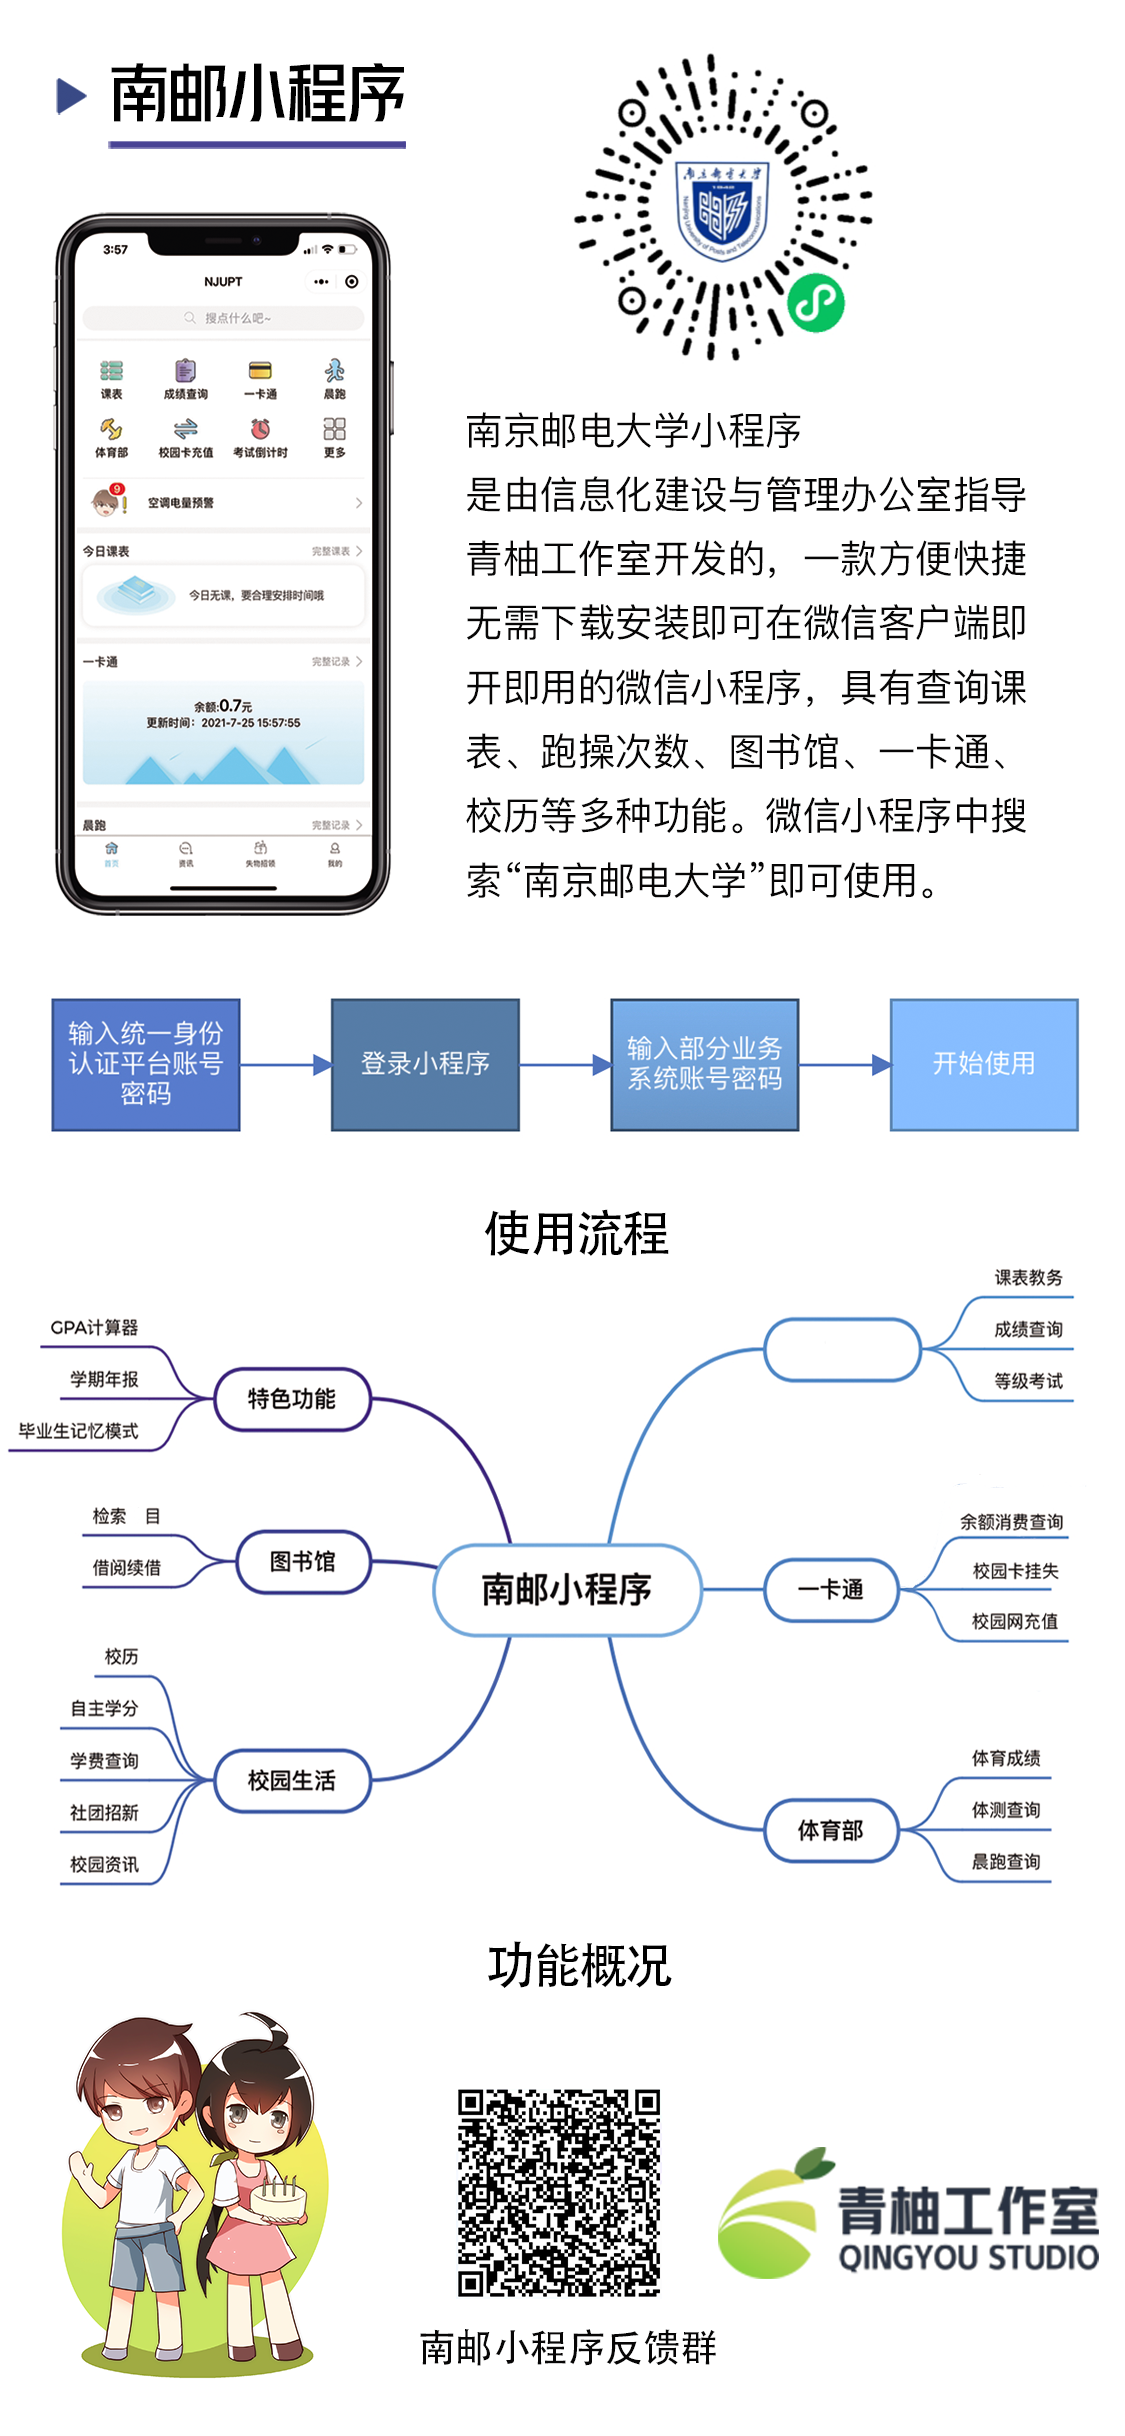 南邮小程序
南京邮电大学
Nanjing University of Posts and Telecommunications
3:57
NJUPT
搜点什么吧~
课表
成绩查询
一卡通
晨跑
体育部
校园卡充值
考试倒计时
更多
9
空调电量预警
今日课表
完整课表
今日无课，要合理安排时间哦
一卡通
完整记录
余额:0.7元
更新时间：2021-7-25 15:57:55
晨跑
完整记录
首页
资讯
失物招领
我的
南京邮电大学小程序
是由信息化建设与管理办公室指导
青柚工作室开发的，一款方便快捷
无需下载安装即可在微信客户端即
开即用的微信小程序，具有查询课
表、跑操次数、图书馆、一卡通、
校历等多种功能。微信小程序中搜
索“南京邮电大学”即可使用。
输入统一身份
认证平台账号
密码
登录小程序
输入部分业务
系统账号密码
开始使用
使用流程
GPA计算器
学期年报
毕业生记忆模式
特色功能
检索 目
借阅续借
图书馆
校历
自主学分
学费查询
社团招新
校园资讯
校园生活
南邮小程序
课表教务
成绩查询
等级考试
一卡通
余额消费查询
校园卡挂失
校园网充值
体育部
体育成绩
体测查询
晨跑查询
功能概况
南邮小程序反馈群
青柚工作室
QINGYOU STUDIO